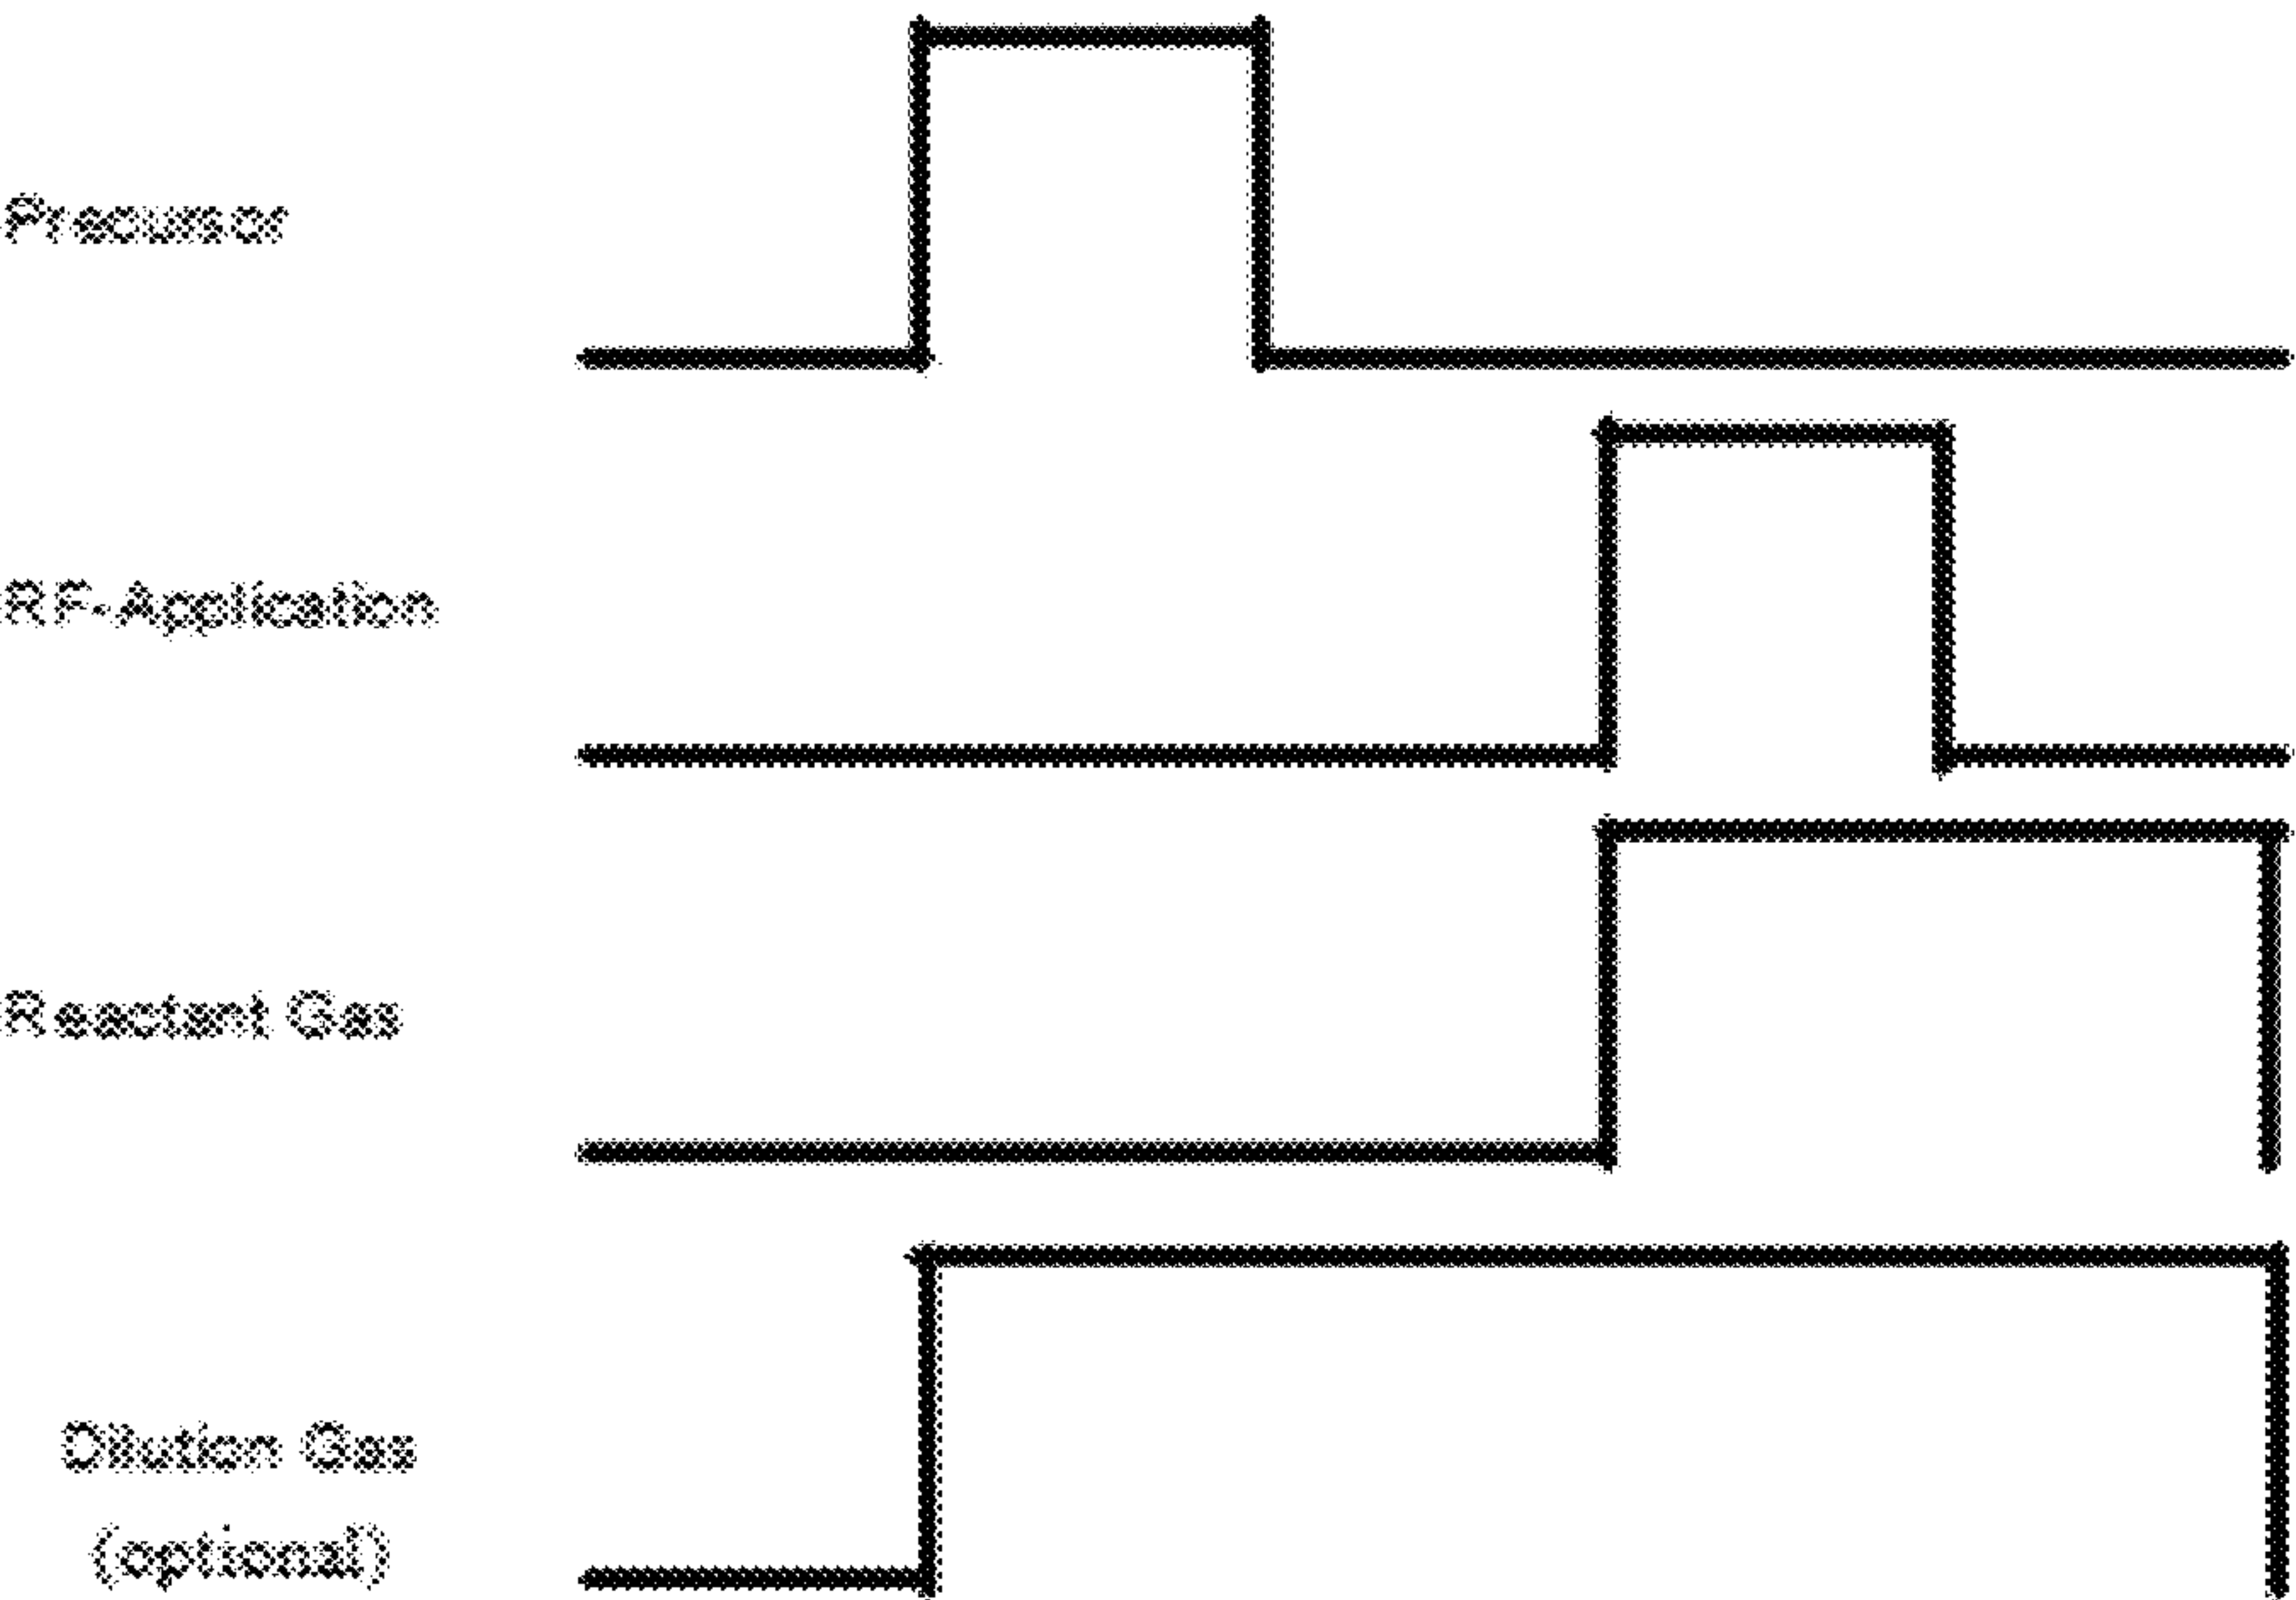 Precursor
RF-Application
Reactant Gas
Dilution Gas
(optional)